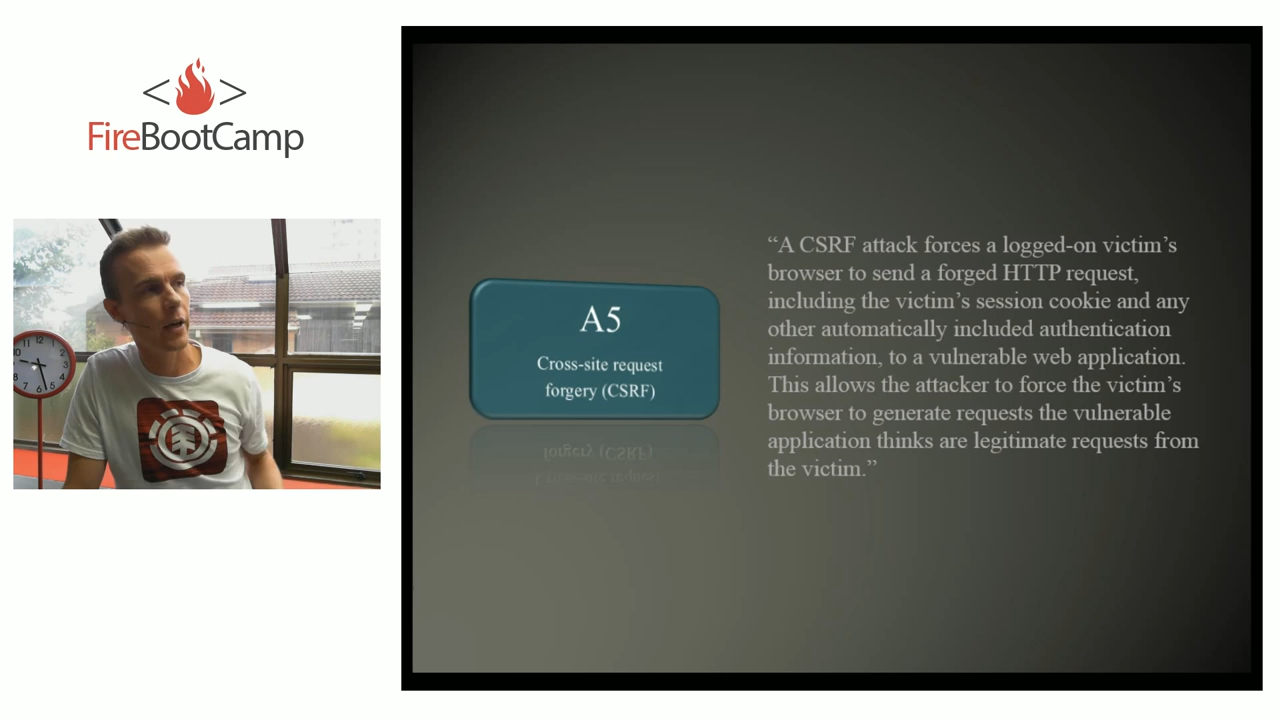 FireBootCamp
A5
Cross-site request
forgery (CSRF)
“A CSRF attack forces a logged-on victim’s
browser to send a forged HTTP request,
including the victim’s session cookie and any
other automatically included authentication
information, to a vulnerable web application.
This allows the attacker to force the victim’s
browser to generate requests the vulnerable
application thinks are legitimate requests from
the victim.”